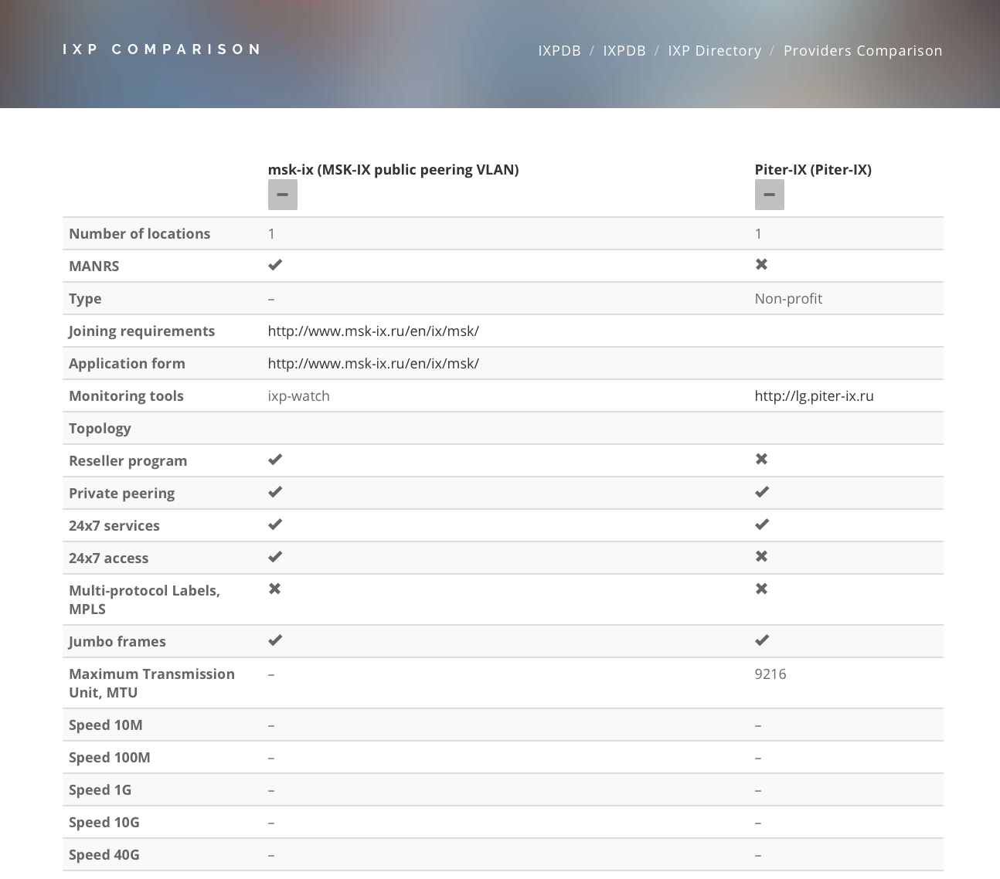 IXP COMPARISON
IXPDB / IXPDB / IXP Directory / Providers Comparison
msk-ix (MSK-IX public peering VLAN) Piter-IX (Piter-IX)
Number of locations 1 1
MANRS ✔ ✖
Type – Non-profit
Joining requirements http://www.msk-ix.ru/en/ix/msk/
Application form http://www.msk-ix.ru/en/ix/msk/
Monitoring tools ixp-watch http://lg.piter-ix.ru
Topology
Reseller program ✔ ✖
Private peering ✔ ✔
24x7 services ✔ ✔
24x7 access ✔ ✖
Multi-protocol Labels, ✖ ✖
MPLS
Jumbo frames ✔ ✔
Maximum Transmission – 9216
Unit, MTU
Speed 10M – –
Speed 100M – –
Speed 1G – –
Speed 10G – –
Speed 40G – –